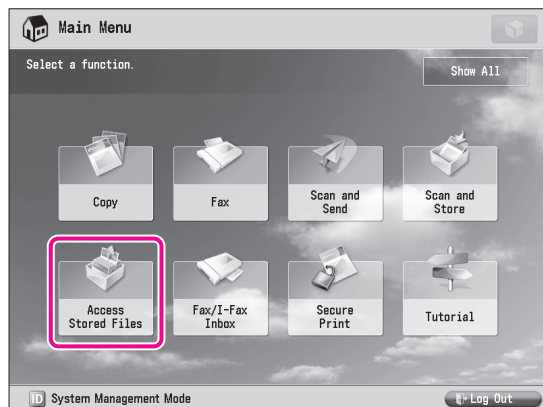 Main Menu
Select a function.
Show All
Copy
Fax
Scan and
Send
Scan and
Store
Access
Stored Files
Fax/I-Fax
Inbox
Secure
Print
Tutorial
ID System Management Mode
Log Out